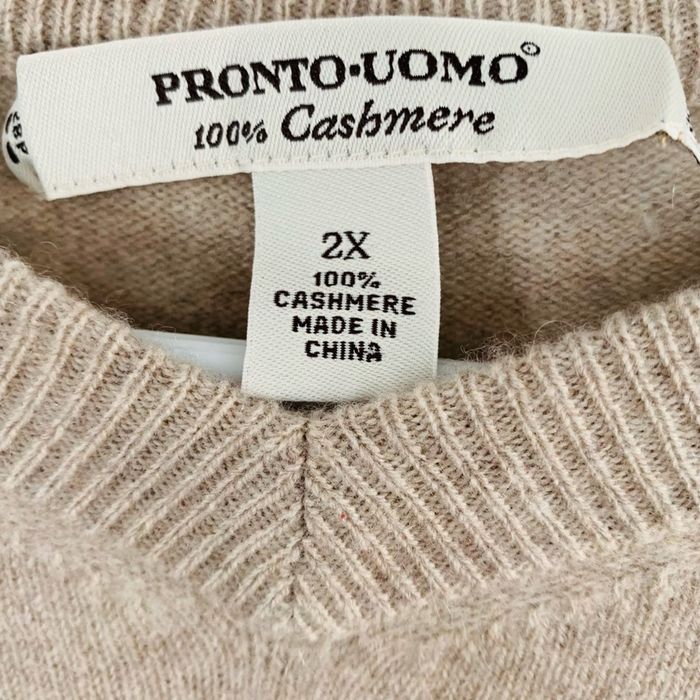 PRONTO·UOMO
100% Cashmere
2X
100%
CASHMERE
MADE IN
CHINA